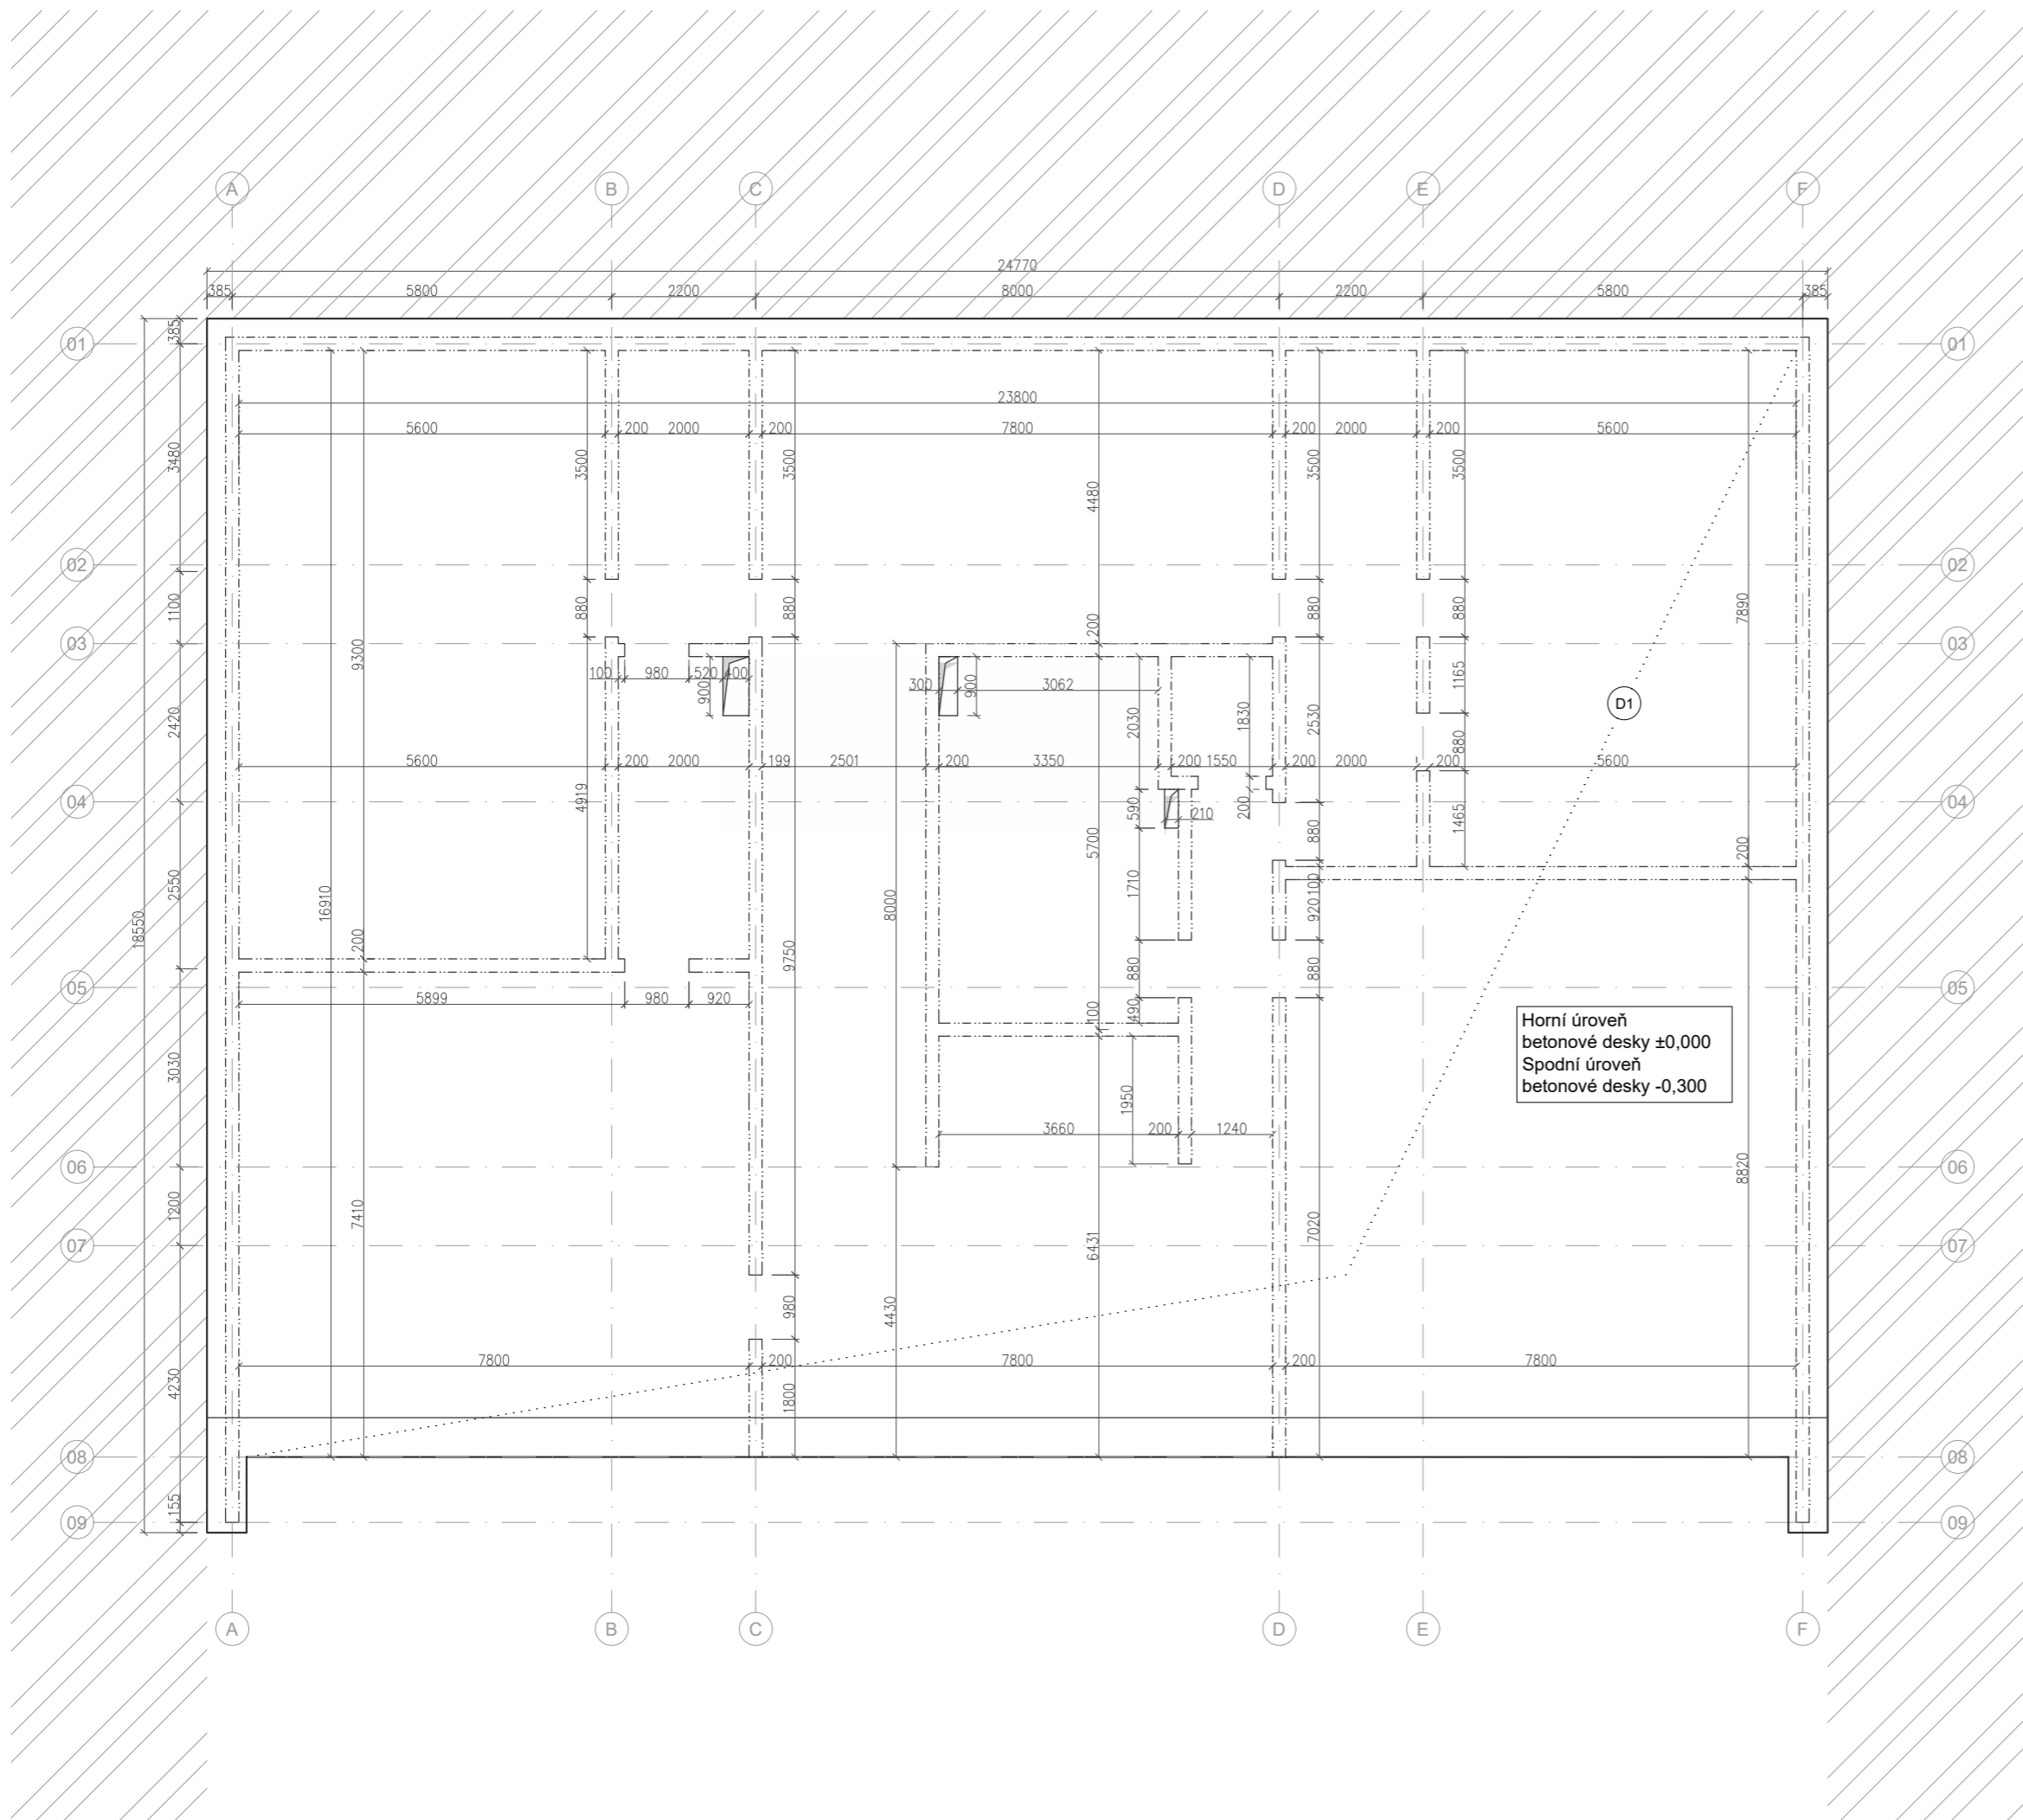 A B C D E F
24770
385 5800 2200 8000 2200 5800 385
385
01 01
23800
5600 200 2000 200 7800 200 2000 200 5600
3480 3500 3500 4480 3500 3500
02 02
1100 880 880 200 880 880 7890
03 03
9300
100 980 520 400 300 3062
900 900 2030 1830 2530 1165
D1
2420
5600 200 2000 199 2501 200 3350 200 1550 200 2000 200 5600
880
04 04
4919 590 210 200 880 1465
5700
200
2550 16910 8000 1710 100 920
18550
200 9750 880 880
05 05
5899 980 920
490 100
Horní úroveň
betonové desky ±0,000
Spodní úroveň
betonové desky -0,300
3030 1950
3660 200 1240
06 06
1200 7410 8820
07 07
6431 7020
980 4430
7800 200 7800 200 7800
4230 1800
08 08
155
09 09
A B C D E F